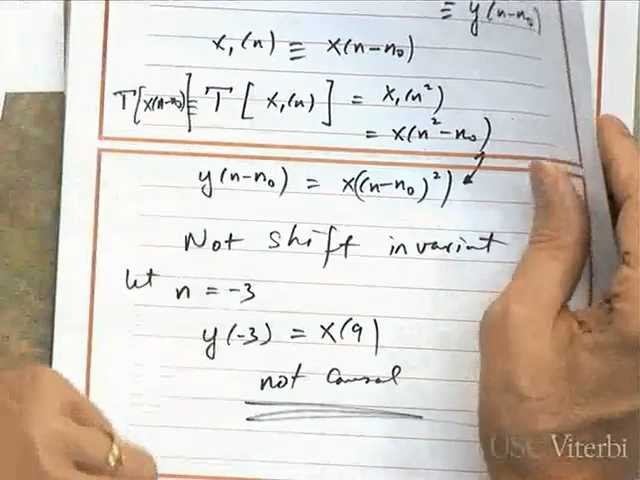 ≡ y(n-n₀)
x₁(n) ≡ x(n-n₀)
T[x(n-n₀)] = T[x₁(n)] = x₁(n²)
= x(n²-n₀)
y(n-n₀) = x((n-n₀)²)
Not shift invariant
let n = -3
y(-3) = x(9)
not causal
USC Viterbi